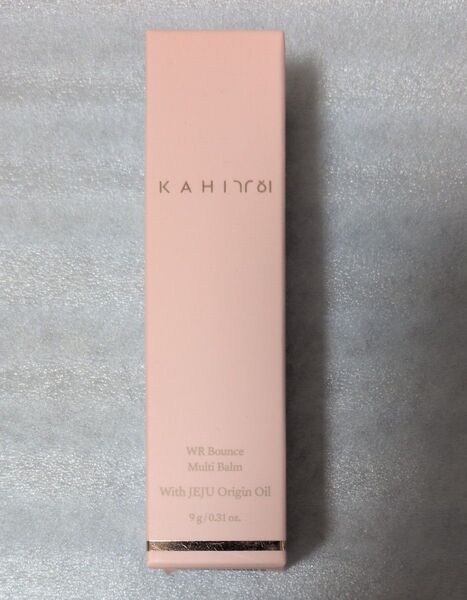 KAHI가히
WR Bounce
Multi Balm
With JEJU Origin Oil
9 g / 0.31 oz.